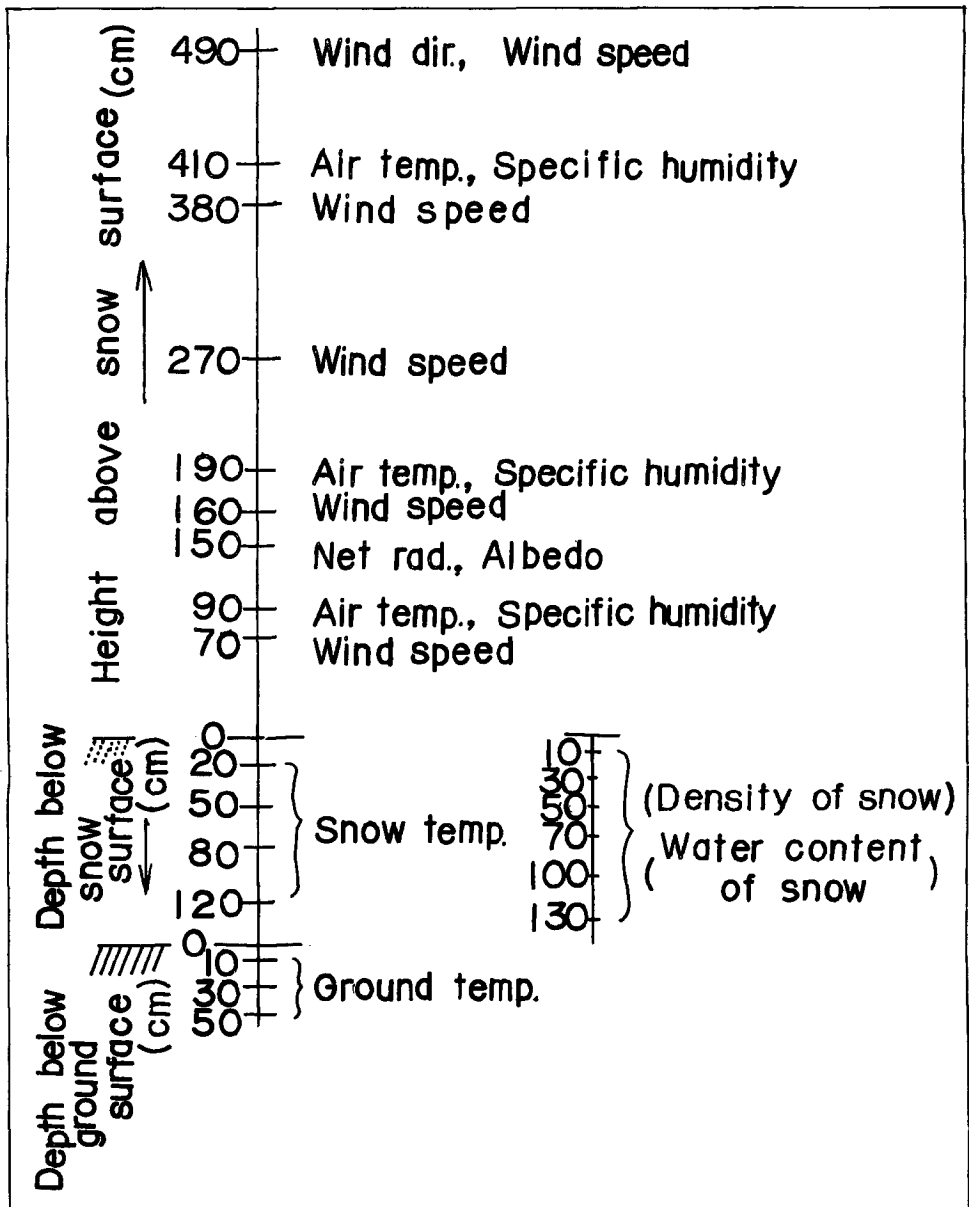 Height above snow surface (cm)
490 Wind dir., Wind speed
410 Air temp., Specific humidity
380 Wind speed
270 Wind speed
190 Air temp., Specific humidity
160 Wind speed
150 Net rad., Albedo
90 Air temp., Specific humidity
70 Wind speed
Depth below
snow
surface
(cm)
0
20
50
80
120
Snow temp.
10
30
50
70
100
130
(Density of snow)
(Water content
of snow)
Depth below
ground
surface
(cm)
0
10
30
50
Ground temp.